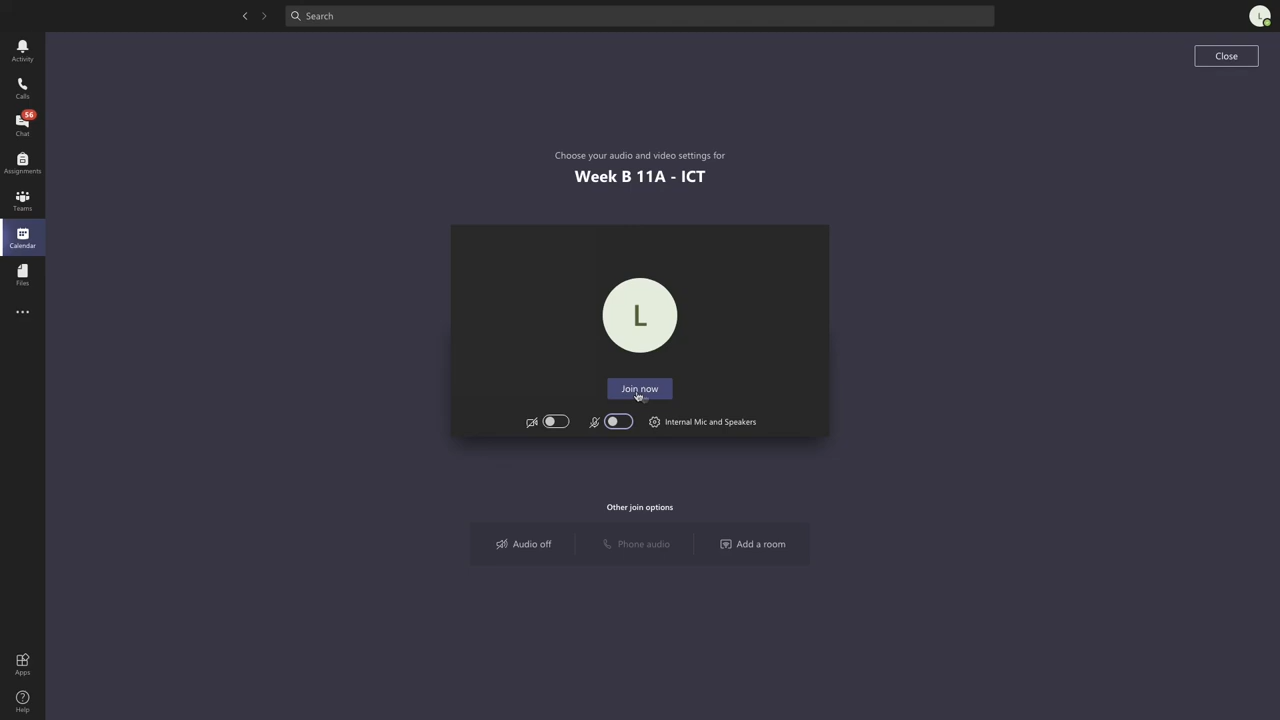 Search
L
Activity
Calls
56
Chat
Assignments
Teams
Calendar
Files
Close
Choose your audio and video settings for
Week B 11A - ICT
L
Join now
Internal Mic and Speakers
Other join options
Audio off
Phone audio
Add a room
Apps
Help